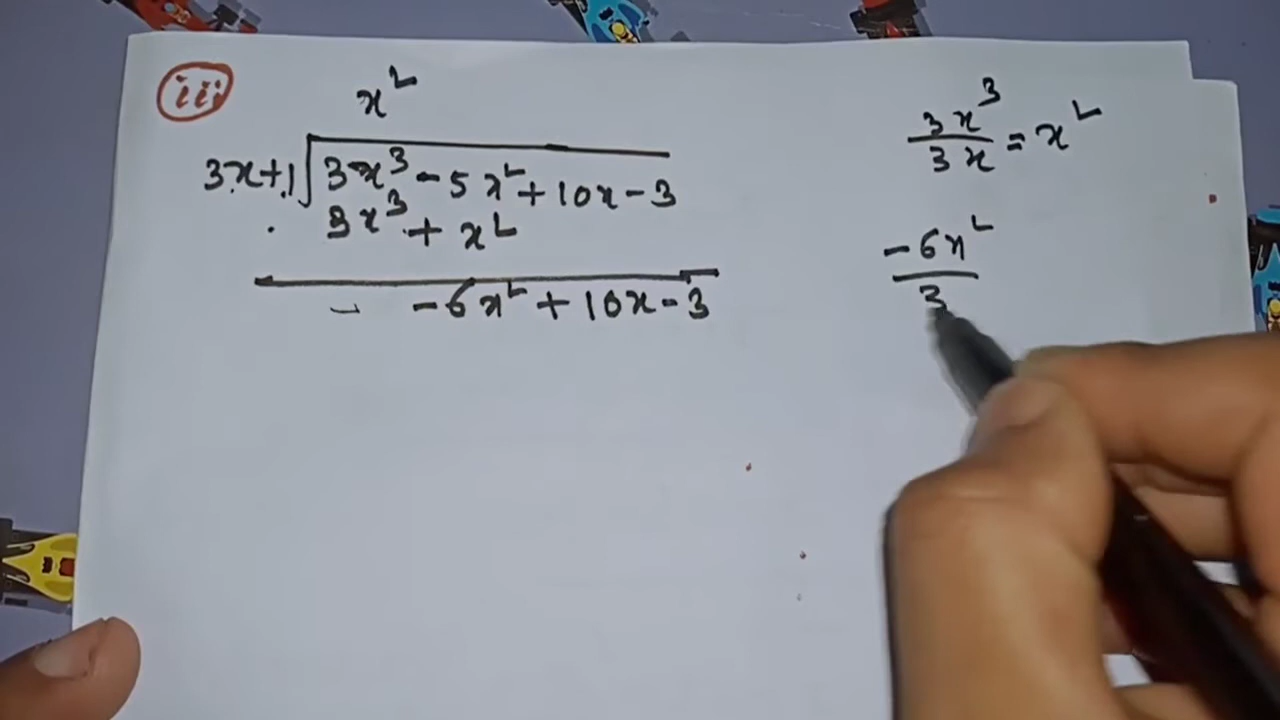 iii
x²
3x+1 3x³ - 5x² + 10x - 3
3x³ + x²
- -6x² + 10x - 3
3x³/3x = x²
-6x²/3